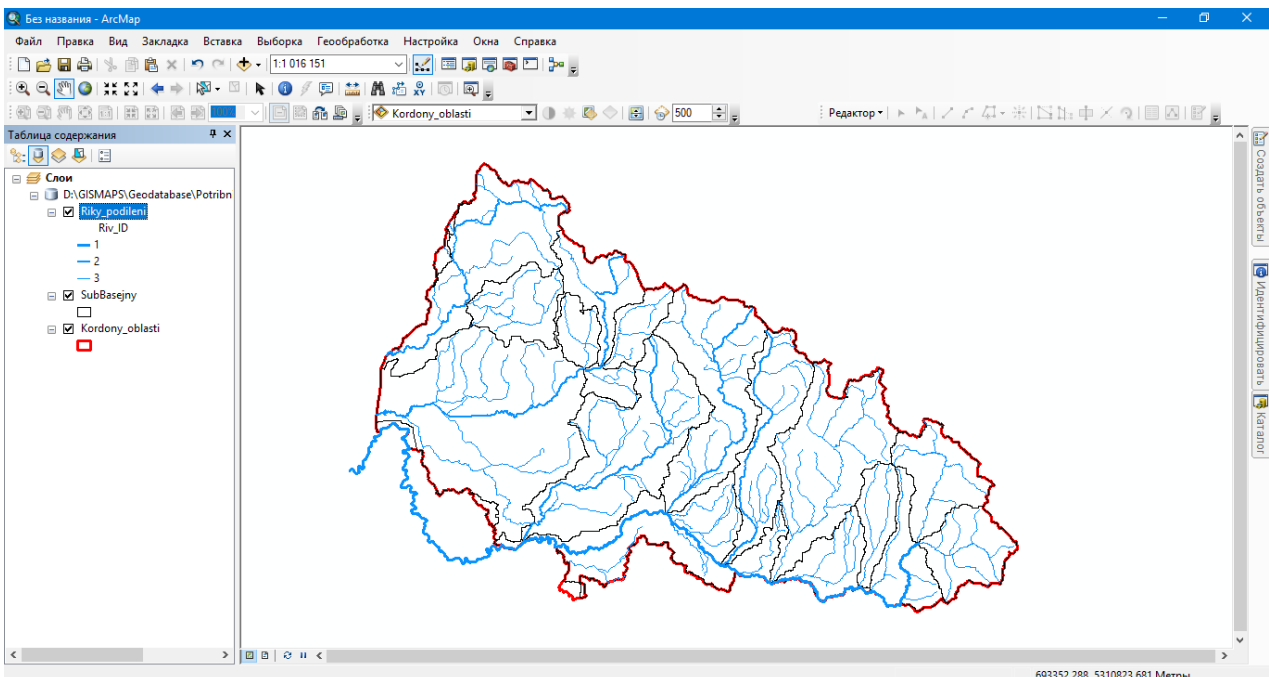 Без названия - ArcMap
Файл Правка Вид Закладка Вставка Выборка Геообработка Настройка Окна Справка
1:1 016 151
Kordony_oblasti 500 Редактор
Таблица содержания
Слои
D:\GISMAPS\Geodatabase\Potribn
Riky_podileni
Riv_ID
1
2
3
SubBasejny
Kordony_oblasti
Создать объекты
Идентифицировать
Каталог
693352,288 5310823,681 Метры